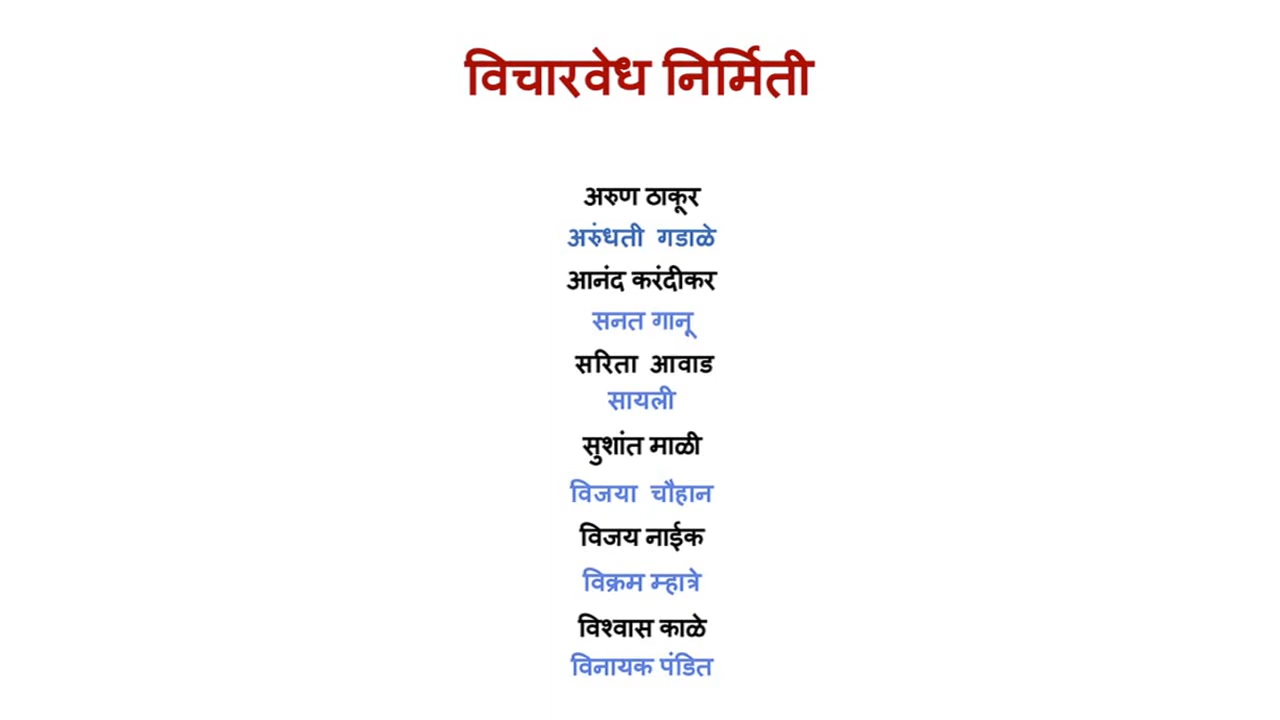 विचारवेध निर्मिती
अरुण ठाकूर
अरुंधती गडाळे
आनंद करंदीकर
सनत गानू
सरिता आवाड
सायली
सुशांत माळी
विजया चौहान
विजय नाईक
विक्रम म्हात्रे
विश्वास काळे
विनायक पंडित